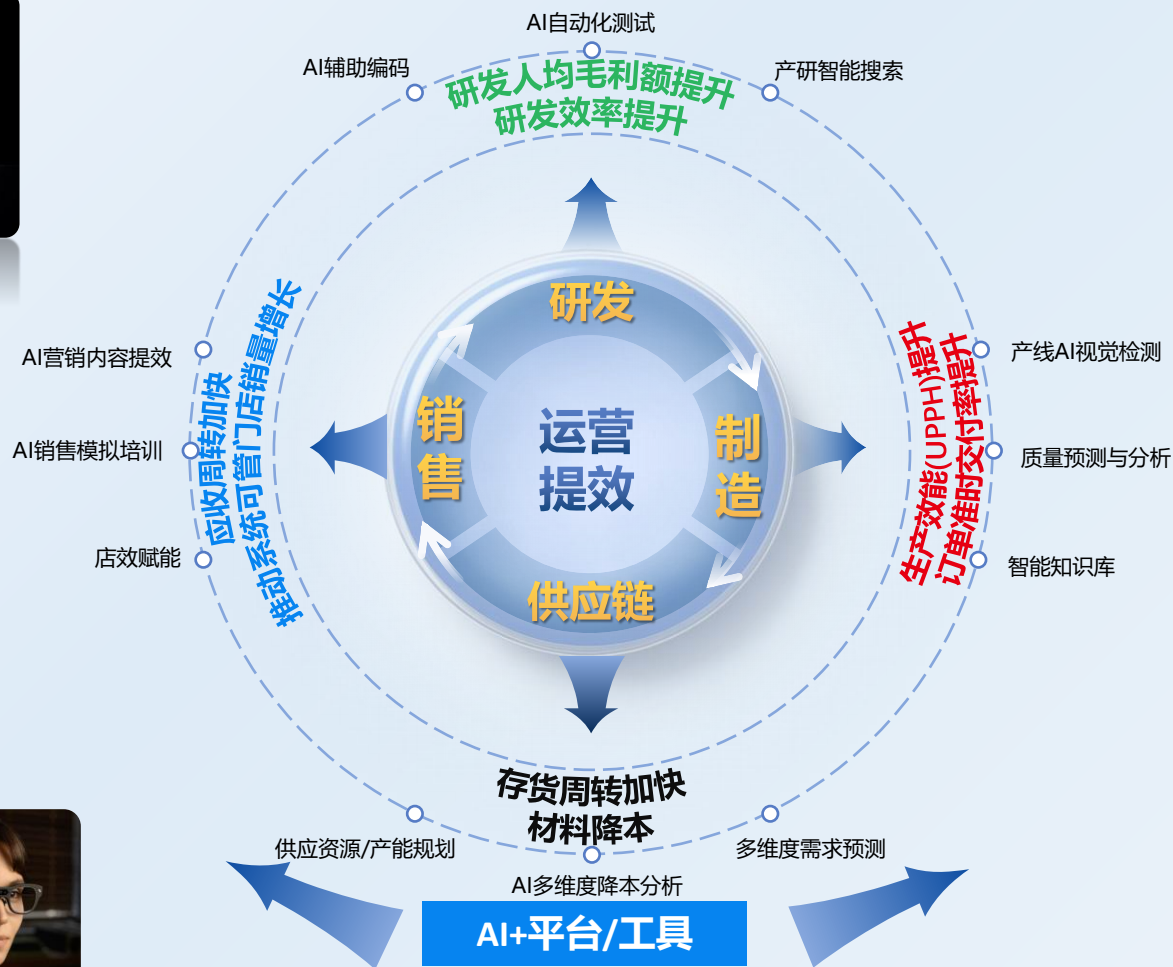 AI自动化测试
AI辅助编码
产研智能搜索
研发人均毛利额提升
研发效率提升
研发
AI营销内容提效
AI销售模拟培训
店效赋能
应收周转加快
推动系统可管门店销量增长
销售
运营
提效
制造
生产效能(UPPH)提升
订单准时交付率提升
产线AI视觉检测
质量预测与分析
智能知识库
供应链
存货周转加快
材料降本
供应资源/产能规划
多维度需求预测
AI多维度降本分析
AI+平台/工具